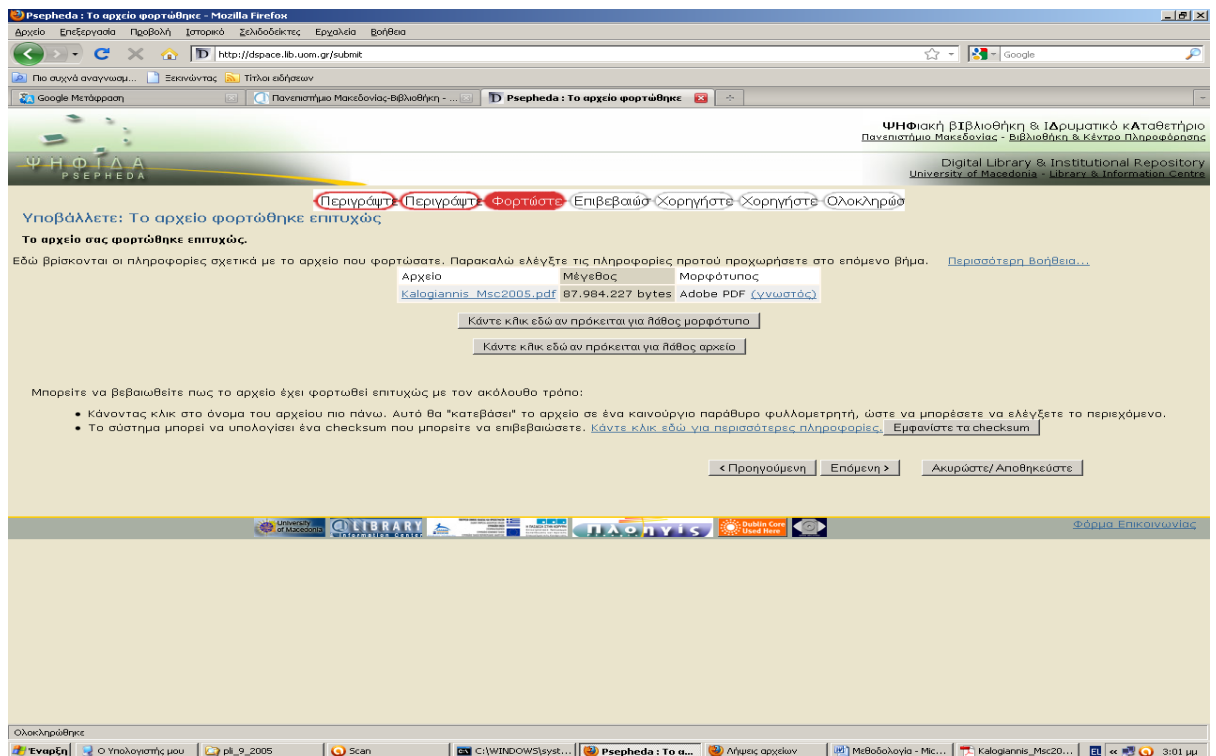 Psepheda : Το αρχείο φορτώθηκε - Mozilla Firefox
Αρχείο Επεξεργασία Προβολή Ιστορικό Σελιδοδείκτες Εργαλεία Βοήθεια
http://dspace.lib.uom.gr/submit Google
Πιο συχνά αναγνωσμ... Ξεκινώντας Τίτλοι ειδήσεων
Google Μετάφραση Πανεπιστήμιο Μακεδονίας-Βιβλιοθήκη - ... Psepheda : Το αρχείο φορτώθηκε
ΨΗΦιακή βΙβλιοθήκη & ΙΔρυματικό κΑταθετήριο
Πανεπιστήμιο Μακεδονίας - Βιβλιοθήκη & Κέντρο Πληροφόρησης
ΨΗΦΙΔΑ
PSEPHEDA
Digital Library & Institutional Repository
University of Macedonia - Library & Information Centre
Περιγράψτε Περιγράψτε Φορτώστε Επιβεβαιώσ Χορηγήστε Χορηγήστε Ολοκληρώσ
Υποβάλλετε: Το αρχείο φορτώθηκε επιτυχώς
Το αρχείο σας φορτώθηκε επιτυχώς.
Εδώ βρίσκονται οι πληροφορίες σχετικά με το αρχείο που φορτώσατε. Παρακαλώ ελέγξτε τις πληροφορίες προτού προχωρήσετε στο επόμενο βήμα. Περισσότερη Βοήθεια...
Αρχείο Μέγεθος Μορφότυπος
Kalogiannis_Msc2005.pdf 87.984.227 bytes Adobe PDF (γνωστός)
Κάντε κλικ εδώ αν πρόκειται για λάθος μορφότυπο
Κάντε κλικ εδώ αν πρόκειται για λάθος αρχείο
Μπορείτε να βεβαιωθείτε πως το αρχείο έχει φορτωθεί επιτυχώς με τον ακόλουθο τρόπο:
• Κάνοντας κλικ στο όνομα του αρχείου πιο πάνω. Αυτό θα "κατεβάσει" το αρχείο σε ένα καινούργιο παράθυρο φυλλομετρητή, ώστε να μπορέσετε να ελέγξετε το περιεχόμενο.
• Το σύστημα μπορεί να υπολογίσει ένα checksum που μπορείτε να επιβεβαιώσετε. Κάντε κλικ εδώ για περισσότερες πληροφορίες. Εμφανίστε τα checksum
< Προηγούμενη Επόμενη > Ακυρώστε/Αποθηκεύστε
University of Macedonia LIBRARY Information Center Πλοηγίς Dublin Core Used Here Φόρμα Επικοινωνίας
Ολοκληρώθηκε
Έναρξη Ο Υπολογιστής μου pli_9_2005 Scan C:\WINDOWS\syst... Psepheda : Το α... Λήψεις αρχείων Μεθοδολογία - Mic... Kalogiannis_Msc20... EL « 3:01 μμ